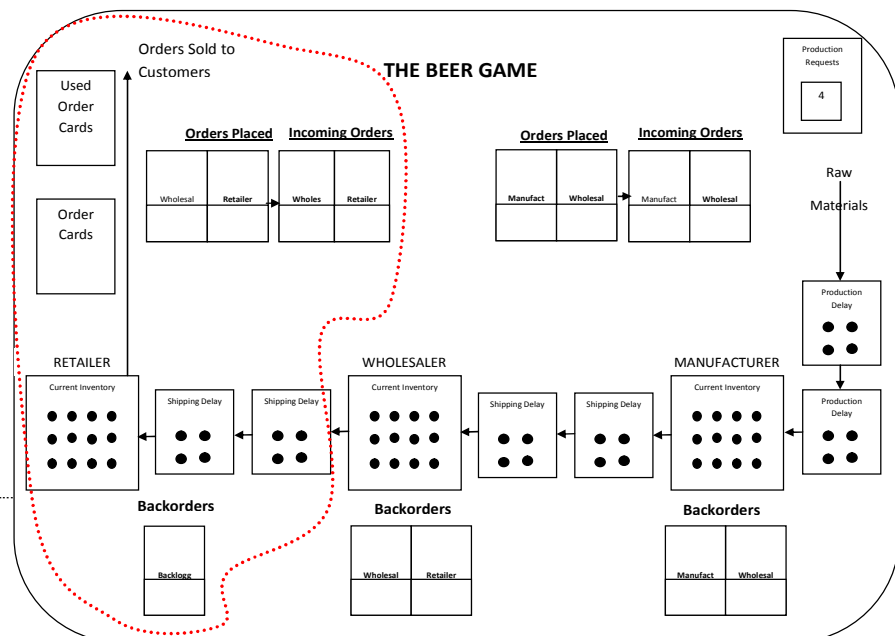 Orders Sold to
Customers
THE BEER GAME
Production
Requests
4
Used
Order
Cards
Orders Placed
Incoming Orders
Wholesal
Retailer
Wholes
Retailer
Orders Placed
Incoming Orders
Manufact
Wholesal
Manufact
Wholesal
Raw
Materials
Order
Cards
Production
Delay
RETAILER
WHOLESALER
MANUFACTURER
Current Inventory
Shipping Delay
Shipping Delay
Current Inventory
Shipping Delay
Shipping Delay
Current Inventory
Production
Delay
Backorders
Backorders
Backorders
Backlogg
Wholesal
Retailer
Manufact
Wholesal